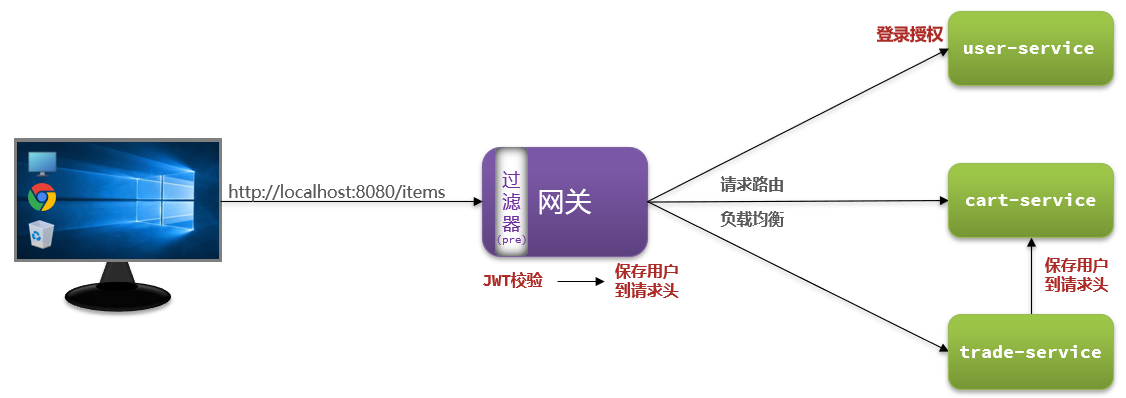 登录授权
user-service
http://localhost:8080/items
过
滤
器
(pre)
网关
请求路由
负载均衡
cart-service
JWT校验
保存用户
到请求头
保存用户
到请求头
trade-service